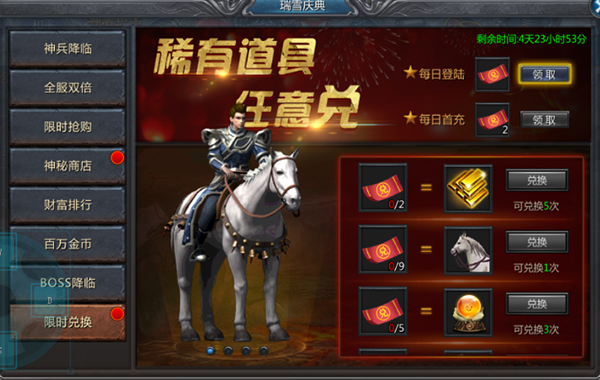 瑞雪庆典
剩余时间:4天23小时53分
神兵降临
全服双倍
限时抢购
神秘商店
财富排行
百万金币
BOSS降临
D
限时兑换
稀有道具
任意兑
每日登陆
领取
每日首充
2
领取
0/2
=
兑换
可兑换5次
0/9
=
兑换
可兑换1次
0/5
=
兑换
可兑换3次